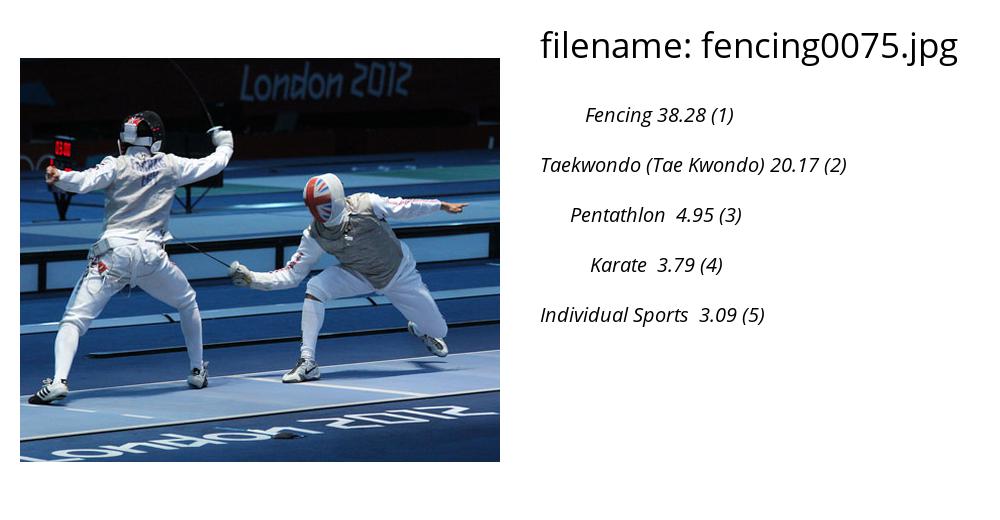 filename: fencing0075.jpg
London 2012
Fencing 38.28 (1)
Taekwondo (Tae Kwondo) 20.17 (2)
Pentathlon 4.95 (3)
Karate 3.79 (4)
Individual Sports 3.09 (5)
London 2012